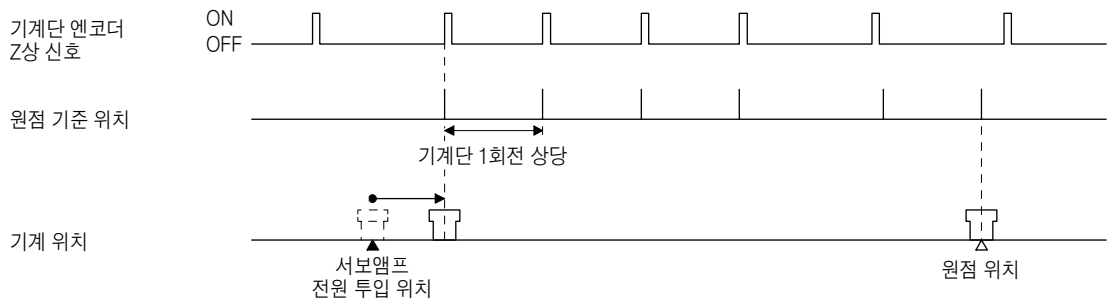 기계단 엔코더
Z상 신호
ON
OFF
원점 기준 위치
기계단 1회전 상당
기계 위치
서보앰프
전원 투입 위치
원점 위치